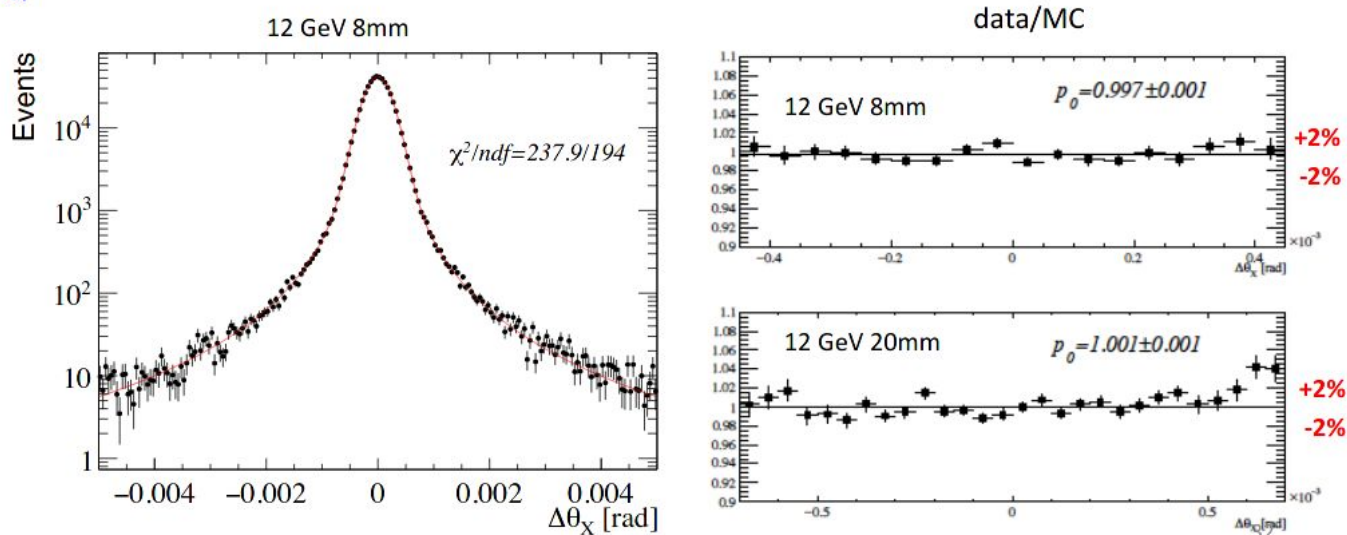 12 GeV 8mm
Events
10⁴
10³
10²
10
1
χ²/ndf=237.9/194
−0.004 −0.002 0 0.002 0.004
Δθ_X [rad]
data/MC
1.1
1.08
1.06
1.04
1.02
1
0.98
0.96
0.94
0.92
0.9
12 GeV 8mm
p_0=0.997±0.001
+2%
-2%
−0.4 −0.2 0 0.2 0.4
×10⁻³
Δθ_X [rad]
1.1
1.08
1.06
1.04
1.02
1
0.98
0.96
0.94
0.92
0.9
12 GeV 20mm
p_0=1.001±0.001
+2%
-2%
−0.5 0 0.5
×10⁻³
Δθ_X [rad]